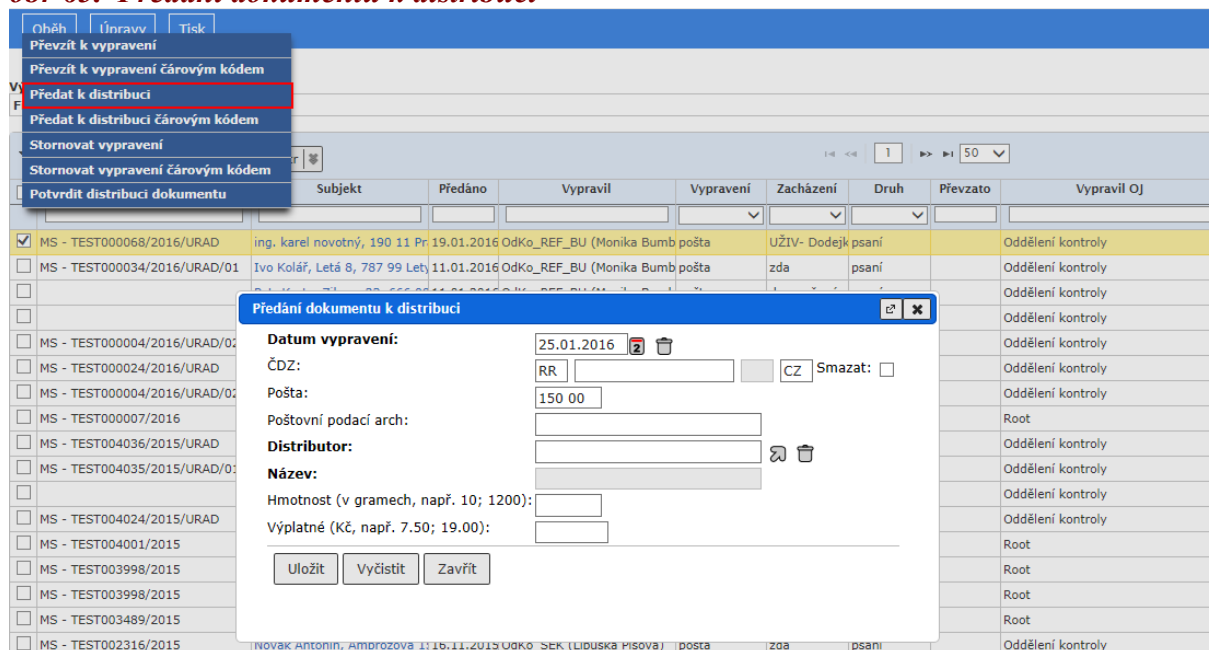 Předání dokumentu k distribuci
Oběh Úpravy Tisk
Převzít k vypravení
Převzít k vypravení čárovým kódem
Předat k distribuci
Předat k distribuci čárovým kódem
Stornovat vypravení
Stornovat vypravení čárovým kódem
Potvrdit distribuci dokumentu
1 50
Subjekt Předáno Vypravil Vypravení Zacházení Druh Převzato Vypravil OJ
MS - TEST000068/2016/URAD ing. karel novotný, 190 11 Pr 19.01.2016 OdKo_REF_BU (Monika Bumb pošta UŽIV- Dodejk psaní Oddělení kontroly
MS - TEST000034/2016/URAD/01 Ivo Kolář, Letá 8, 787 99 Lety 11.01.2016 OdKo_REF_BU (Monika Bumb pošta zda psaní Oddělení kontroly
Oddělení kontroly
Předání dokumentu k distribuci
Oddělení kontroly
MS - TEST000004/2016/URAD/02 Oddělení kontroly
MS - TEST000024/2016/URAD Oddělení kontroly
MS - TEST000004/2016/URAD/02 Oddělení kontroly
MS - TEST000007/2016 Root
MS - TEST004036/2015/URAD Oddělení kontroly
MS - TEST004035/2015/URAD/01 Oddělení kontroly
Oddělení kontroly
MS - TEST004024/2015/URAD Oddělení kontroly
MS - TEST004001/2015 Root
MS - TEST003998/2015 Root
MS - TEST003998/2015 Root
MS - TEST003489/2015 Root
MS - TEST002316/2015 Novák Antonín, Ambrožova 1 16.11.2015 OdKo_SEK (Libuška Písová) pošta zda psaní Oddělení kontroly
Datum vypravení: 25.01.2016
ČDZ: RR CZ Smazat:
Pošta: 150 00
Poštovní podací arch:
Distributor:
Název:
Hmotnost (v gramech, např. 10; 1200):
Výplatné (Kč, např. 7.50; 19.00):
Uložit Vyčistit Zavřít